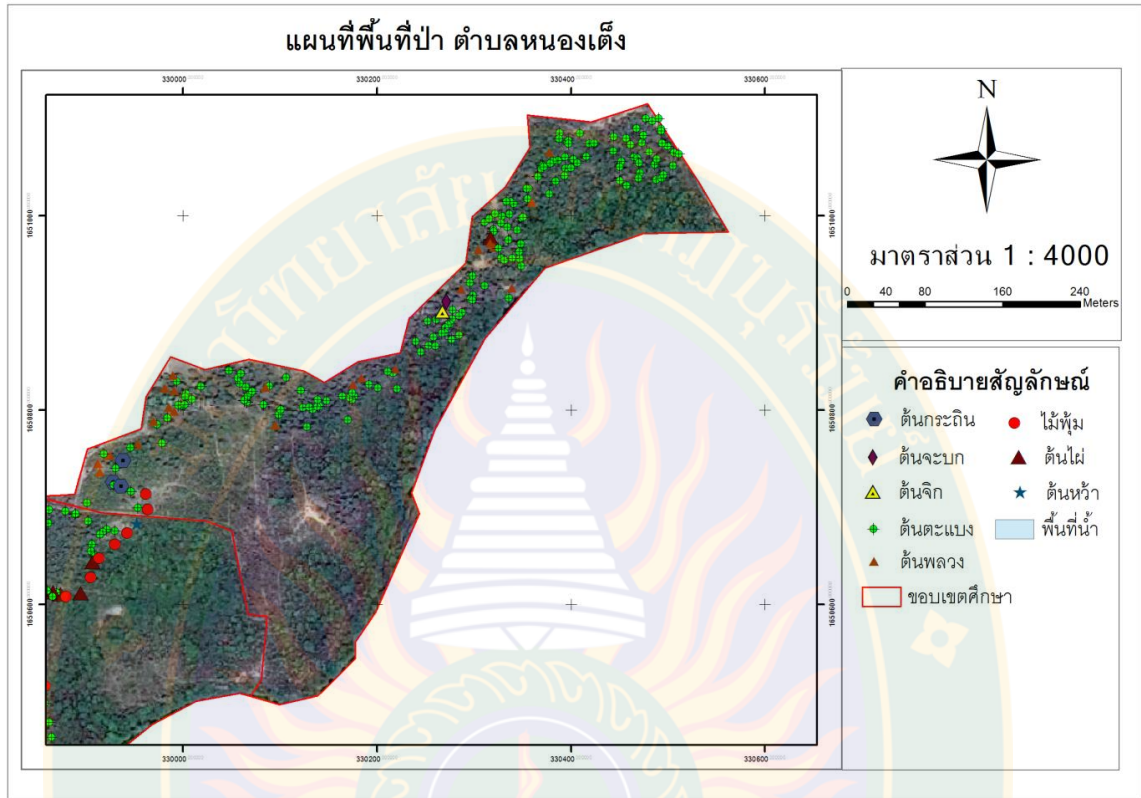 แผนที่พื้นที่ป่า ตำบลหนองเต็ง
330000 330200 330400 330600
1651000
1650800
1650600
1651000
1650800
1650600
330000 330200 330400 330600
N
มาตราส่วน 1 : 4000
0 40 80 160 240
Meters
คำอธิบายสัญลักษณ์
ต้นกระถิน ไม้พุ่ม
ต้นจะบก ต้นไผ่
ต้นจิก ต้นหว้า
ต้นตะแบง พื้นที่น้ำ
ต้นพลวง
ขอบเขตศึกษา